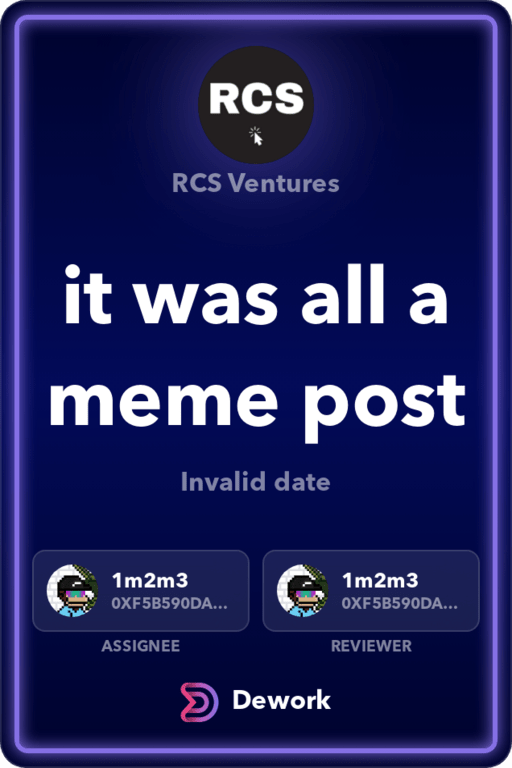 RCS
RCS Ventures
it was all a
meme post
Invalid date
1m2m3
0XF5B590DA...
ASSIGNEE
1m2m3
0XF5B590DA...
REVIEWER
Dework